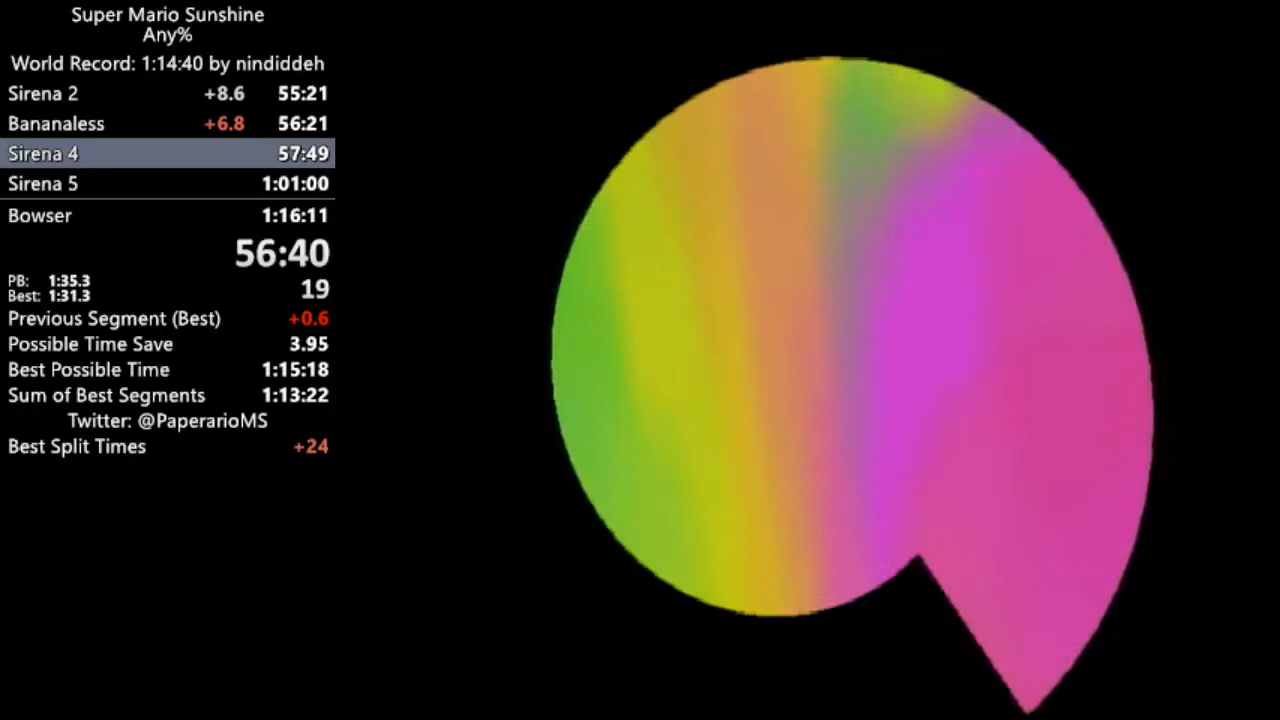 Super Mario Sunshine
Any%
World Record: 1:14:40 by nindiddeh
Sirena 2 +8.6 55:21
Bananaless +6.8 56:21
Sirena 4 57:49
Sirena 5 1:01:00
Bowser 1:16:11
56:40
PB: 1:35.3
Best: 1:31.3
19
Previous Segment (Best) +0.6
Possible Time Save 3.95
Best Possible Time 1:15:18
Sum of Best Segments 1:13:22
Twitter: @PaperarioMS
Best Split Times +24